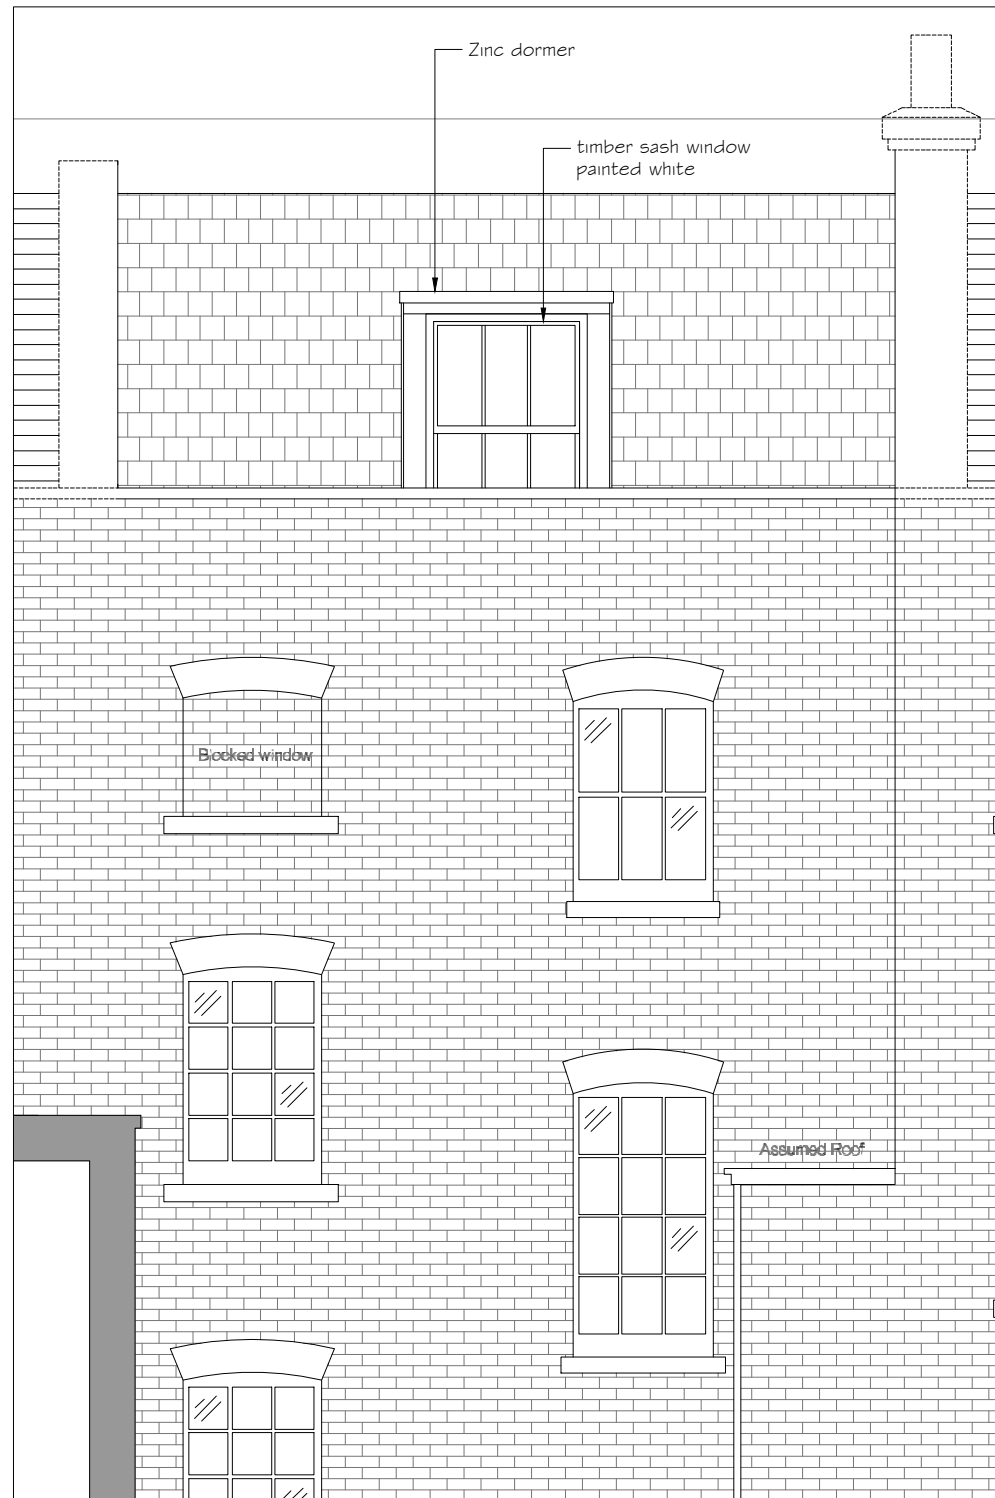 Zinc dormer
timber sash window
painted white
Blocked window
Assumed Roof